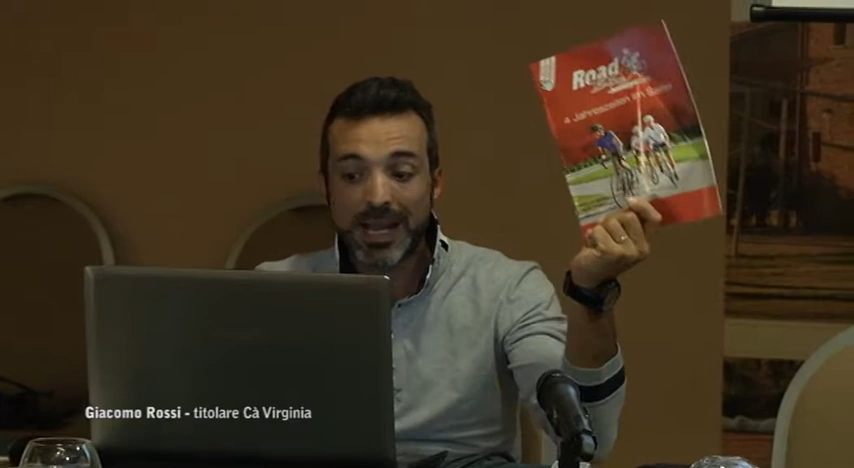 Road
4 Jahreszeiten im Sattel
Giacomo Rossi - titolare Cà Virginia